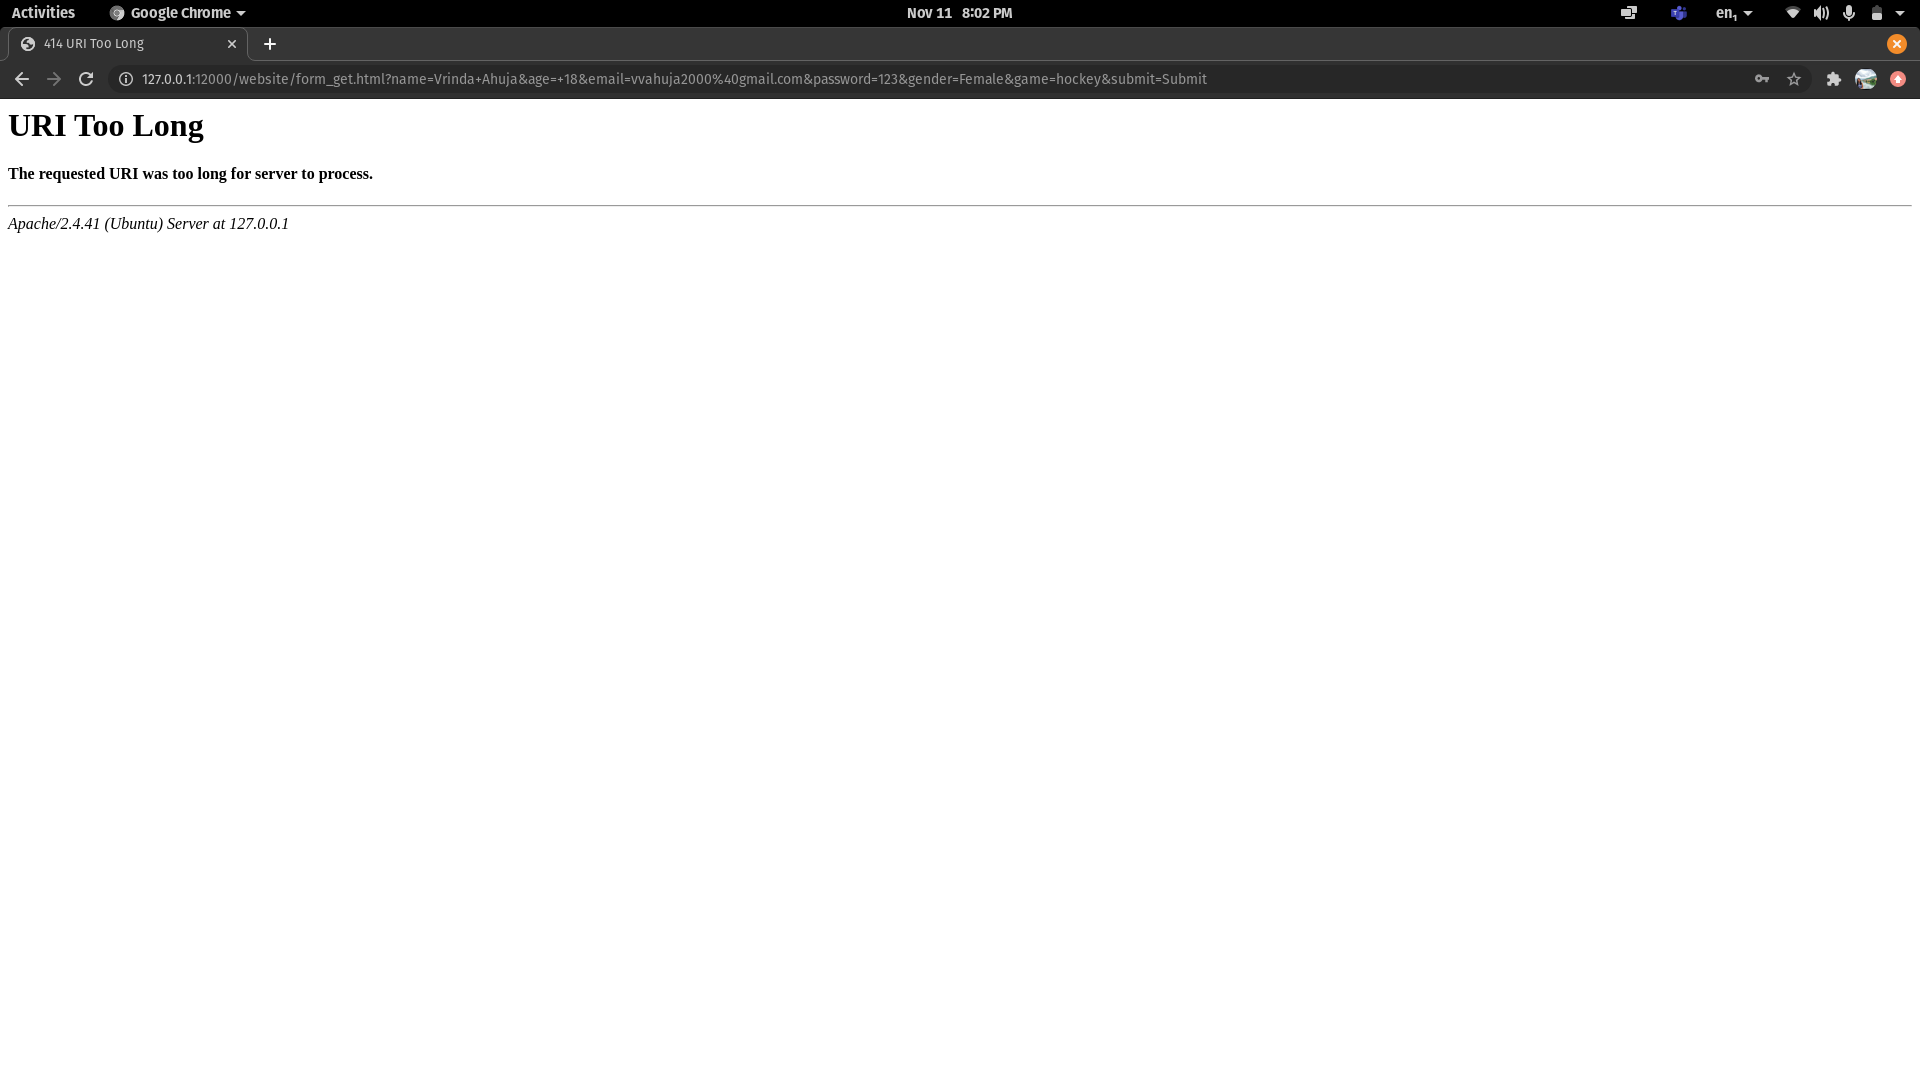 Activities
Google Chrome
Nov 11 8:02 PM
en1
414 URI Too Long
127.0.0.1:12000/website/form_get.html?name=Vrinda+Ahuja&age=+18&email=vvahuja2000%40gmail.com&password=123&gender=Female&game=hockey&submit=Submit
URI Too Long
The requested URI was too long for server to process.
Apache/2.4.41 (Ubuntu) Server at 127.0.0.1